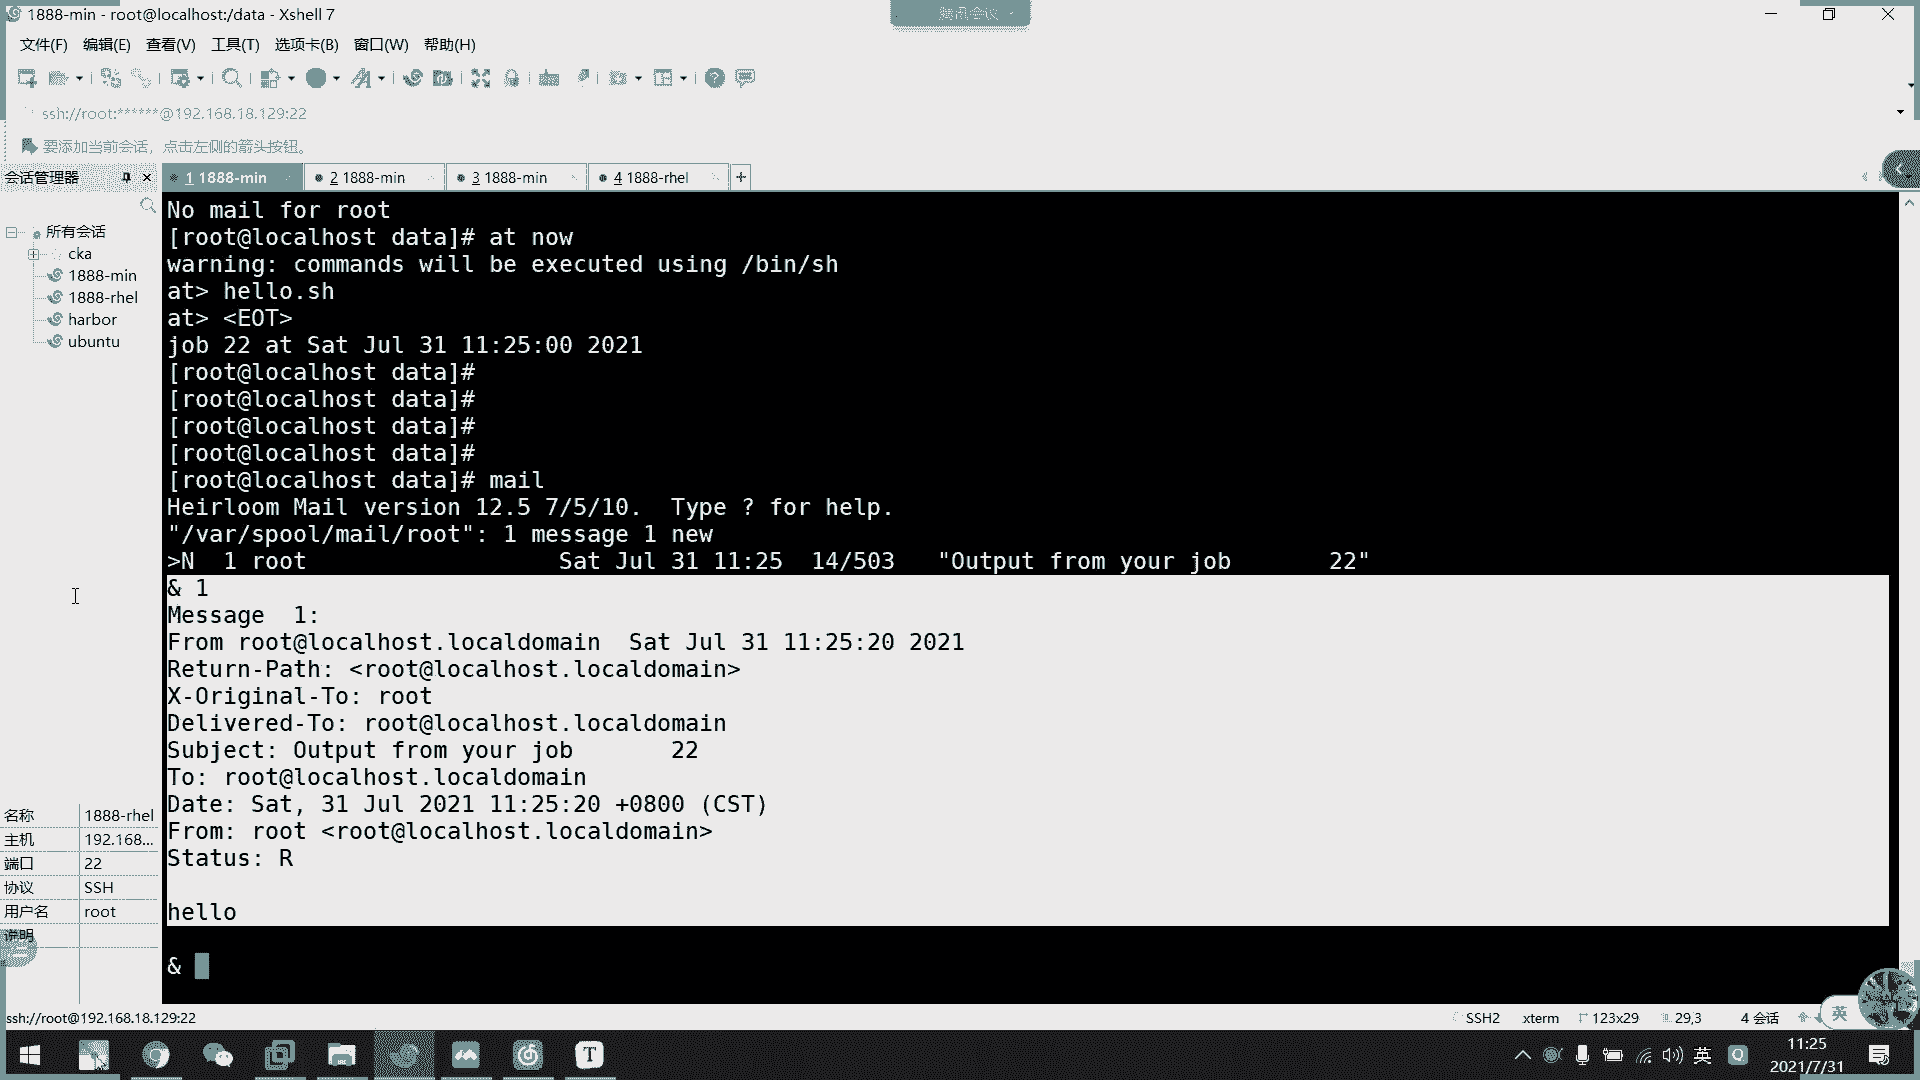 1888-min - root@localhost:/data - Xshell 7
腾讯会议
文件(F) 编辑(E) 查看(V) 工具(T) 选项卡(B) 窗口(W) 帮助(H)
ssh://root:******@192.168.18.129:22
要添加当前会话，点击左侧的箭头按钮。
会话管理器
1 1888-min
2 1888-min
3 1888-min
4 1888-rhel
所有会话
cka
1888-min
1888-rhel
harbor
ubuntu
名称 1888-rhel
主机 192.168...
端口 22
协议 SSH
用户名 root
说明
No mail for root
[root@localhost data]# at now
warning: commands will be executed using /bin/sh
at> hello.sh
at> <EOT>
job 22 at Sat Jul 31 11:25:00 2021
[root@localhost data]#
[root@localhost data]#
[root@localhost data]#
[root@localhost data]#
[root@localhost data]# mail
Heirloom Mail version 12.5 7/5/10.  Type ? for help.
"/var/spool/mail/root": 1 message 1 new
>N  1 root                  Sat Jul 31 11:25  14/503   "Output from your job       22"
& 1
Message  1:
From root@localhost.localdomain  Sat Jul 31 11:25:20 2021
Return-Path: <root@localhost.localdomain>
X-Original-To: root
Delivered-To: root@localhost.localdomain
Subject: Output from your job       22
To: root@localhost.localdomain
Date: Sat, 31 Jul 2021 11:25:20 +0800 (CST)
From: root <root@localhost.localdomain>
Status: R
hello
&
ssh://root@192.168.18.129:22
SSH2 xterm 123x29 29,3 4 会话
英
T
英
11:25
2021/7/31